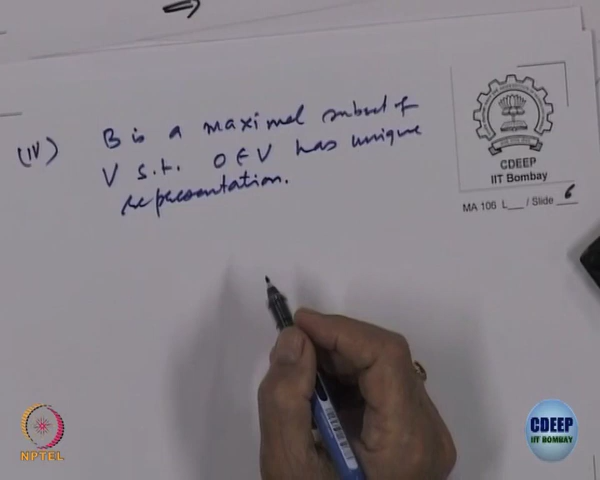 (IV) B is a maximal subset of
V s.t. 0 ∈ V has unique
representation.
CDEEP
IIT Bombay
MA 106 L___ / Slide 6
NPTEL
CDEEP
IIT BOMBAY